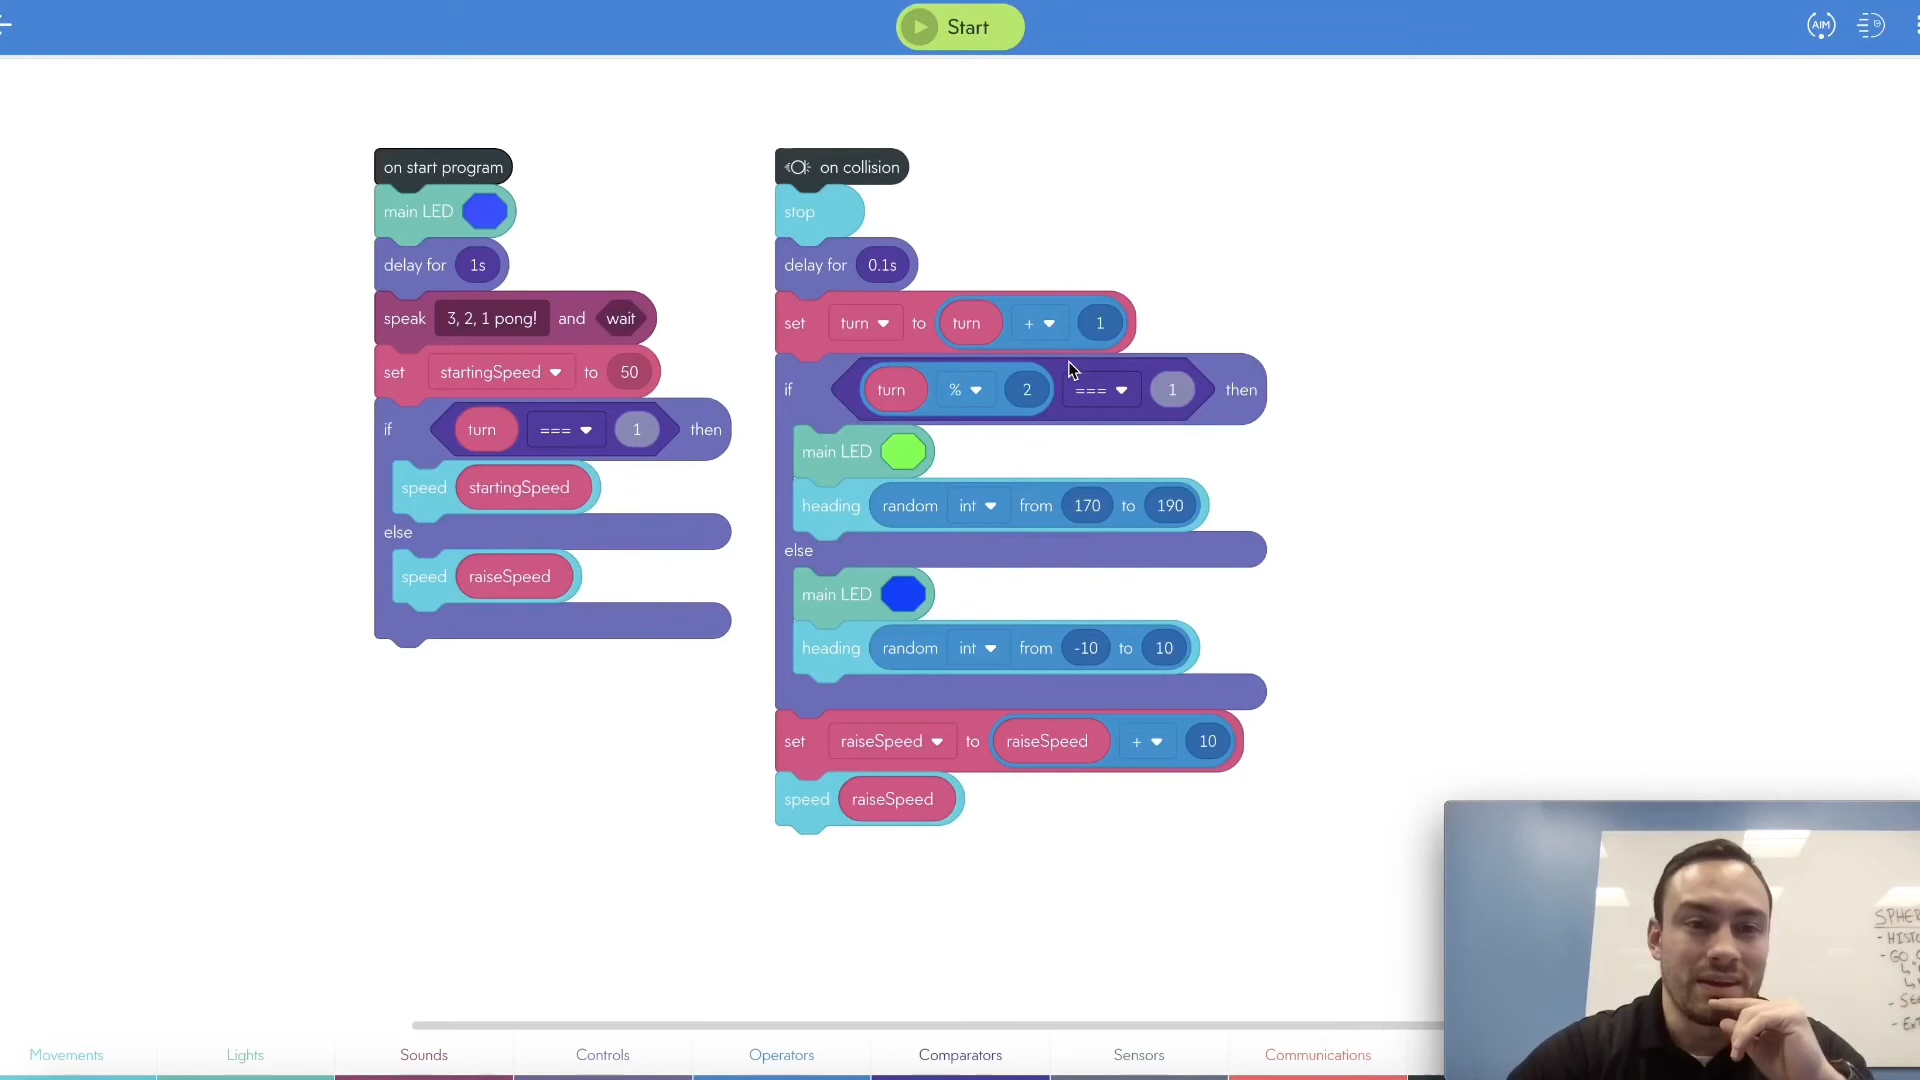 Start
AIM
on start program
main LED
delay for 1s
speak 3, 2, 1 pong! and wait
set startingSpeed to 50
if turn === 1 then
speed startingSpeed
else
speed raiseSpeed
on collision
stop
delay for 0.1s
set turn to turn + 1
if turn % 2 === 1 then
main LED
heading random int from 170 to 190
else
main LED
heading random int from -10 to 10
set raiseSpeed to raiseSpeed + 10
speed raiseSpeed
SPHER
- HISTO
- GO
Movements Lights Sounds Controls Operators Comparators Sensors Communications